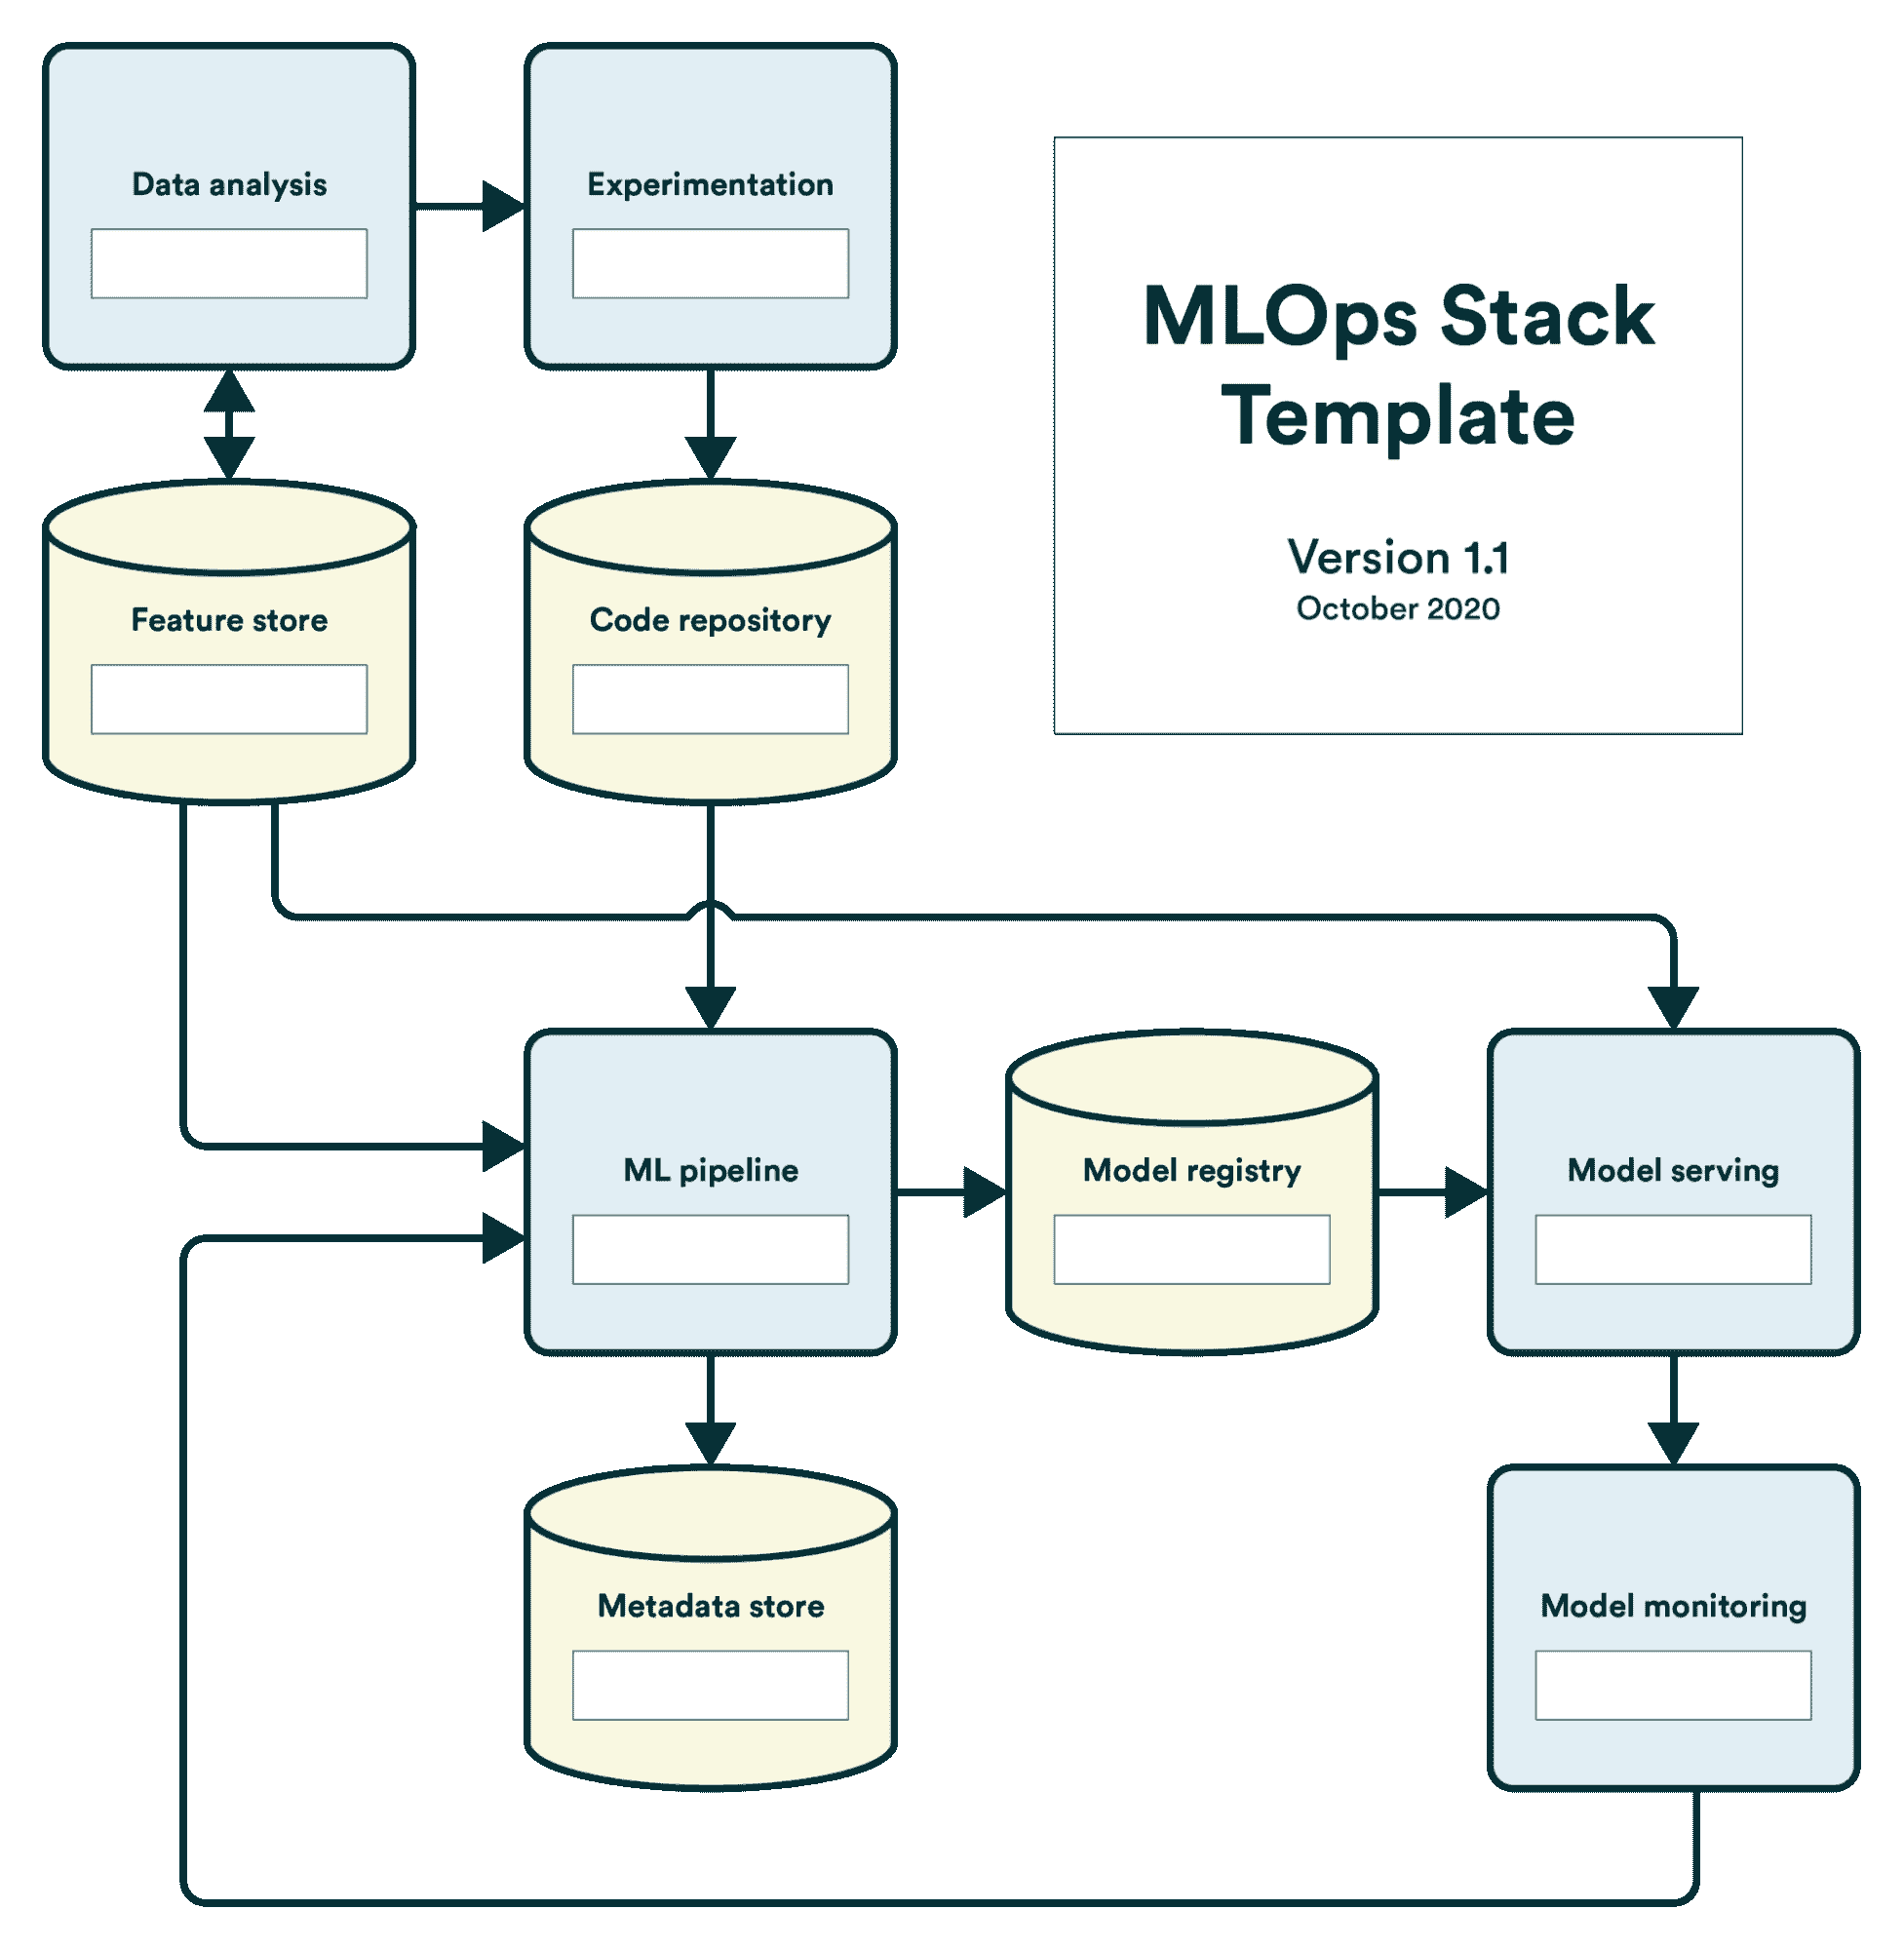 Data analysis
Experimentation
MLOps Stack
Template
Version 1.1
October 2020
Feature store
Code repository
ML pipeline
Model registry
Model serving
Metadata store
Model monitoring